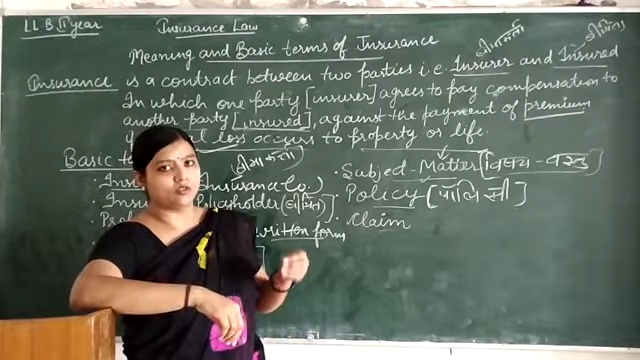 LL B II year
Insurance Law
Meaning and Basic terms of Insurance
(बीमाकर्ता (बीमित)
Insurance is a contract between two parties i.e. Insurer and Insured
In which one party [insurer] agrees to pay compensation to
another party [insured], against the payment of premium
loss occurs to property or life.
Basic
Insurance Co.)
Policyholder (बीमित)
written form
• Subject-Matter [विषय-वस्तु]
• Policy [पॉलिसी]
• Claim